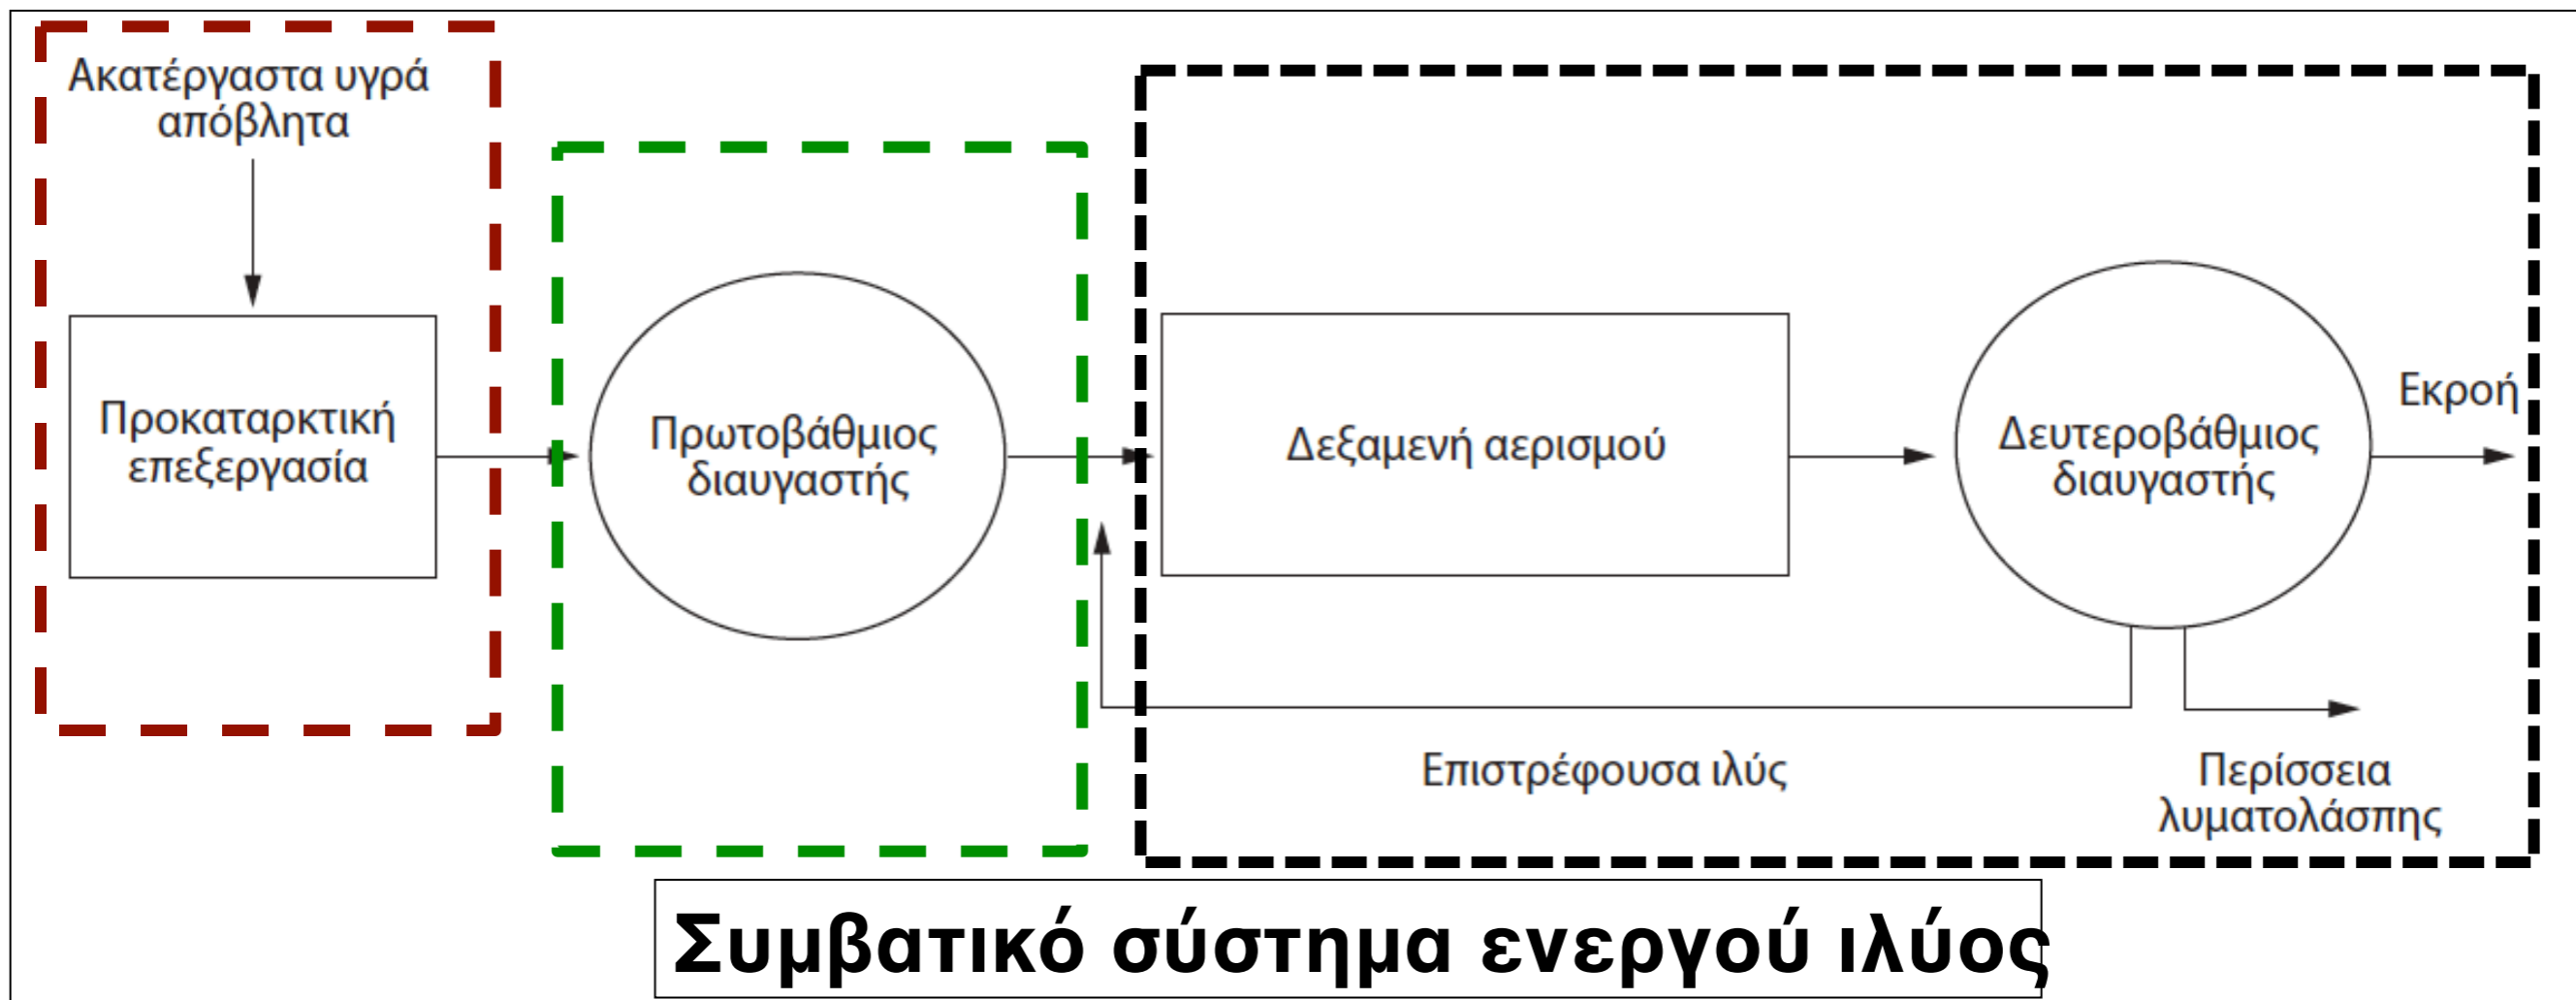 Ακατέργαστα υγρά
απόβλητα
Προκαταρκτική
επεξεργασία
Πρωτοβάθμιος
διαυγαστής
Δεξαμενή αερισμού
Δευτεροβάθμιος
διαυγαστής
Εκροή
Επιστρέφουσα ιλύς
Περίσσεια
λυματολάσπης
Συμβατικό σύστημα ενεργού ιλύος